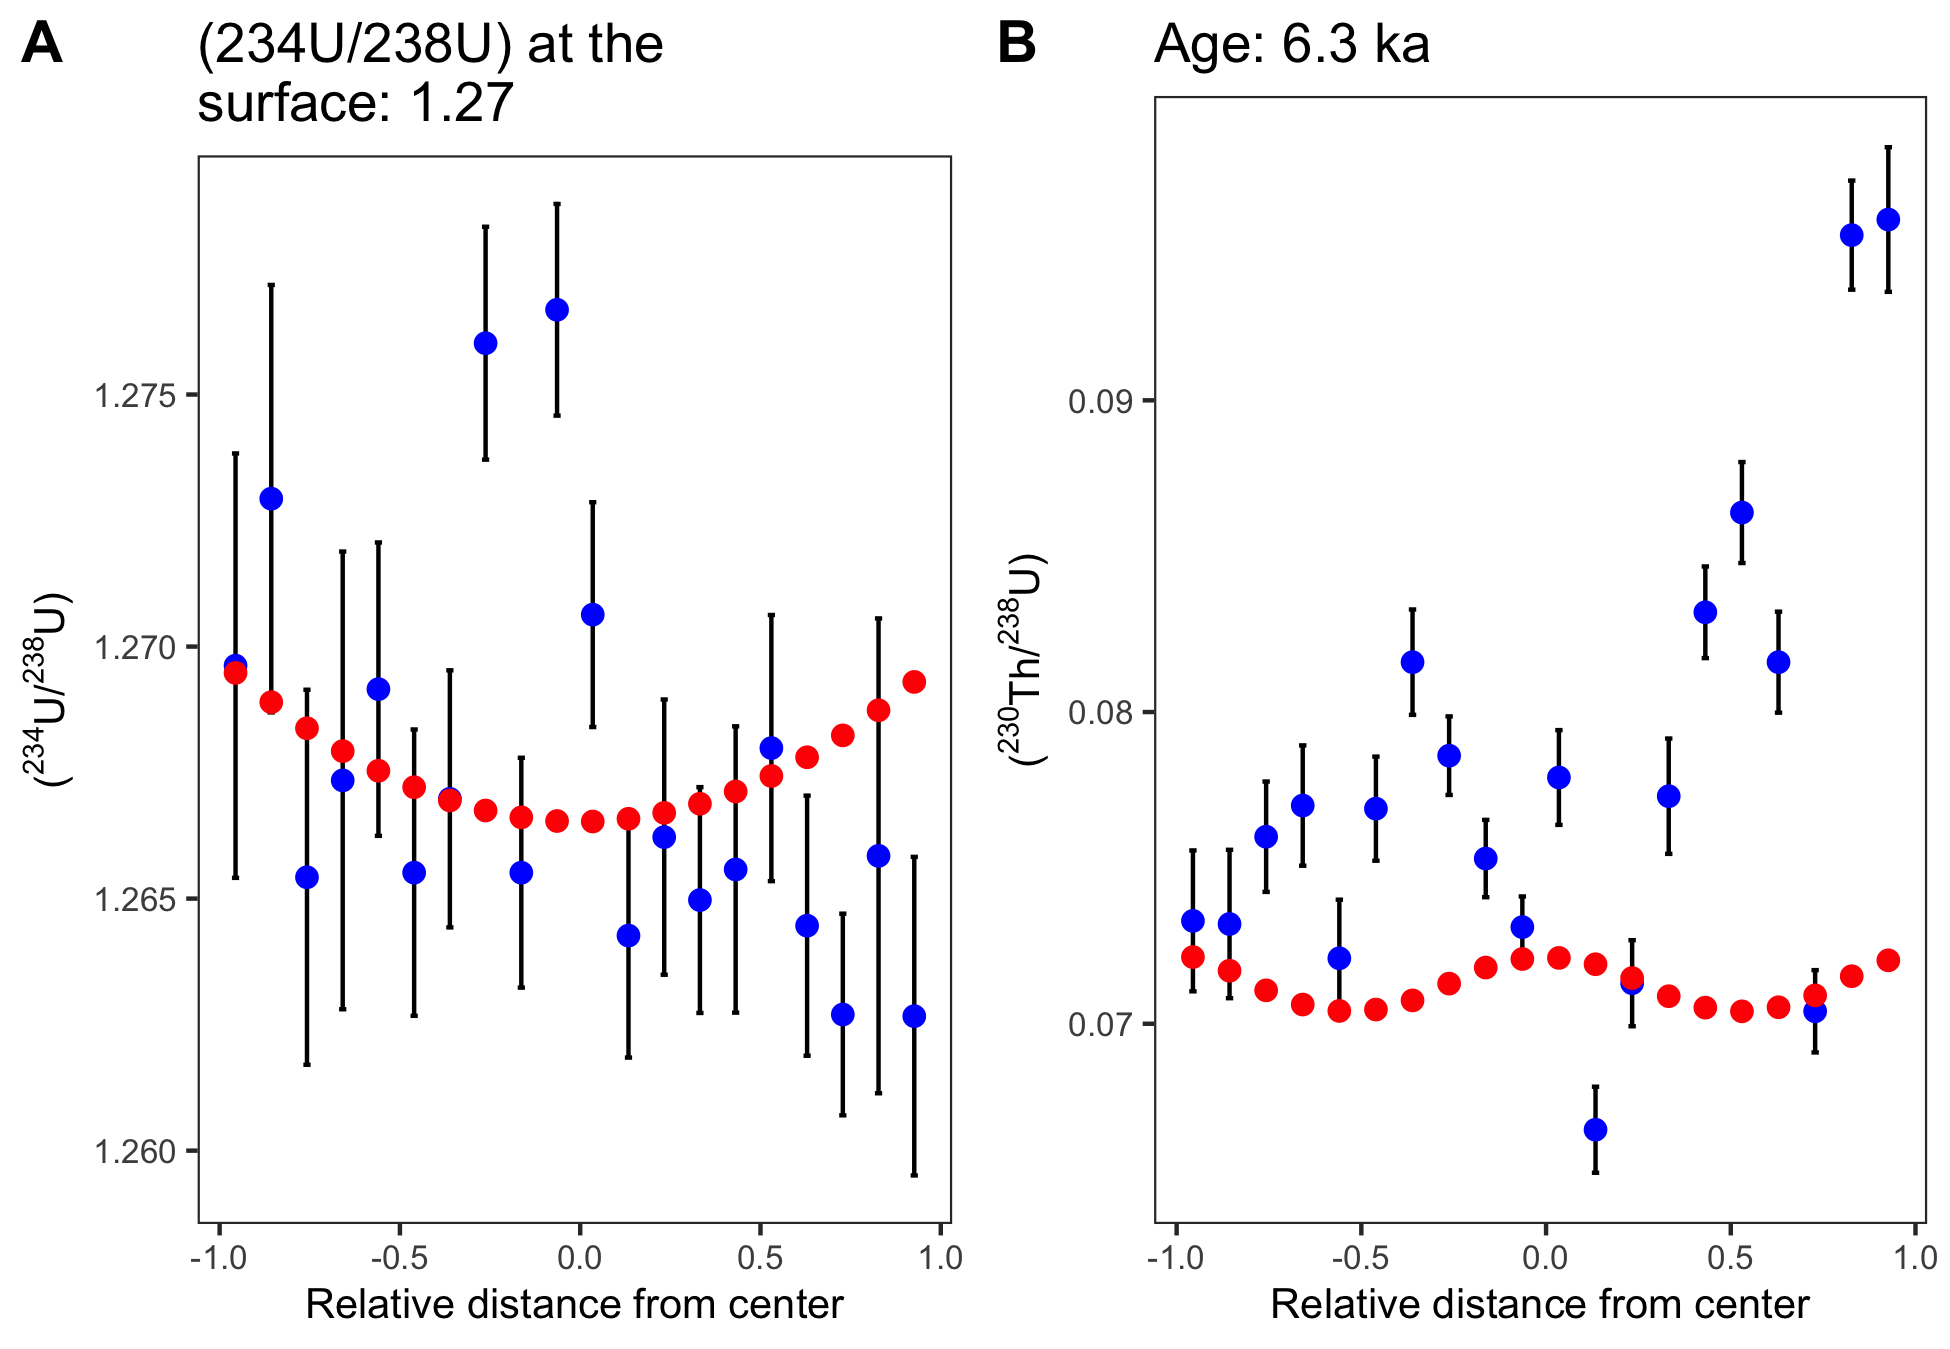 A
(234U/238U) at the
surface: 1.27
(234U/238U)
1.275
1.270
1.265
1.260
-1.0 -0.5 0.0 0.5 1.0
Relative distance from center
B
Age: 6.3 ka
(230Th/238U)
0.09
0.08
0.07
-1.0 -0.5 0.0 0.5 1.0
Relative distance from center